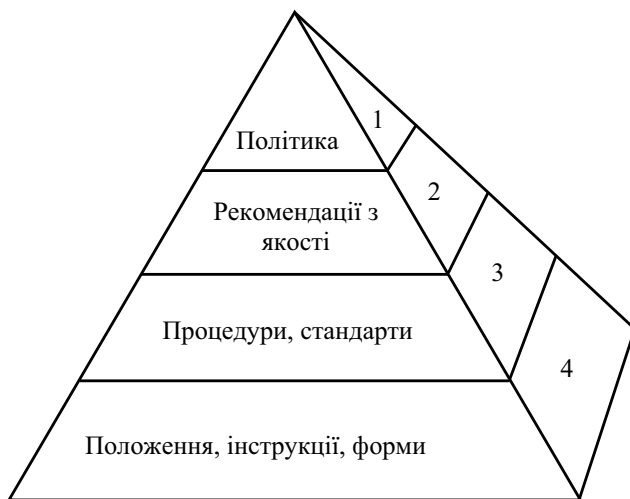 1
Політика
2
Рекомендації з
якості
3
Процедури, стандарти
4
Положення, інструкції, форми